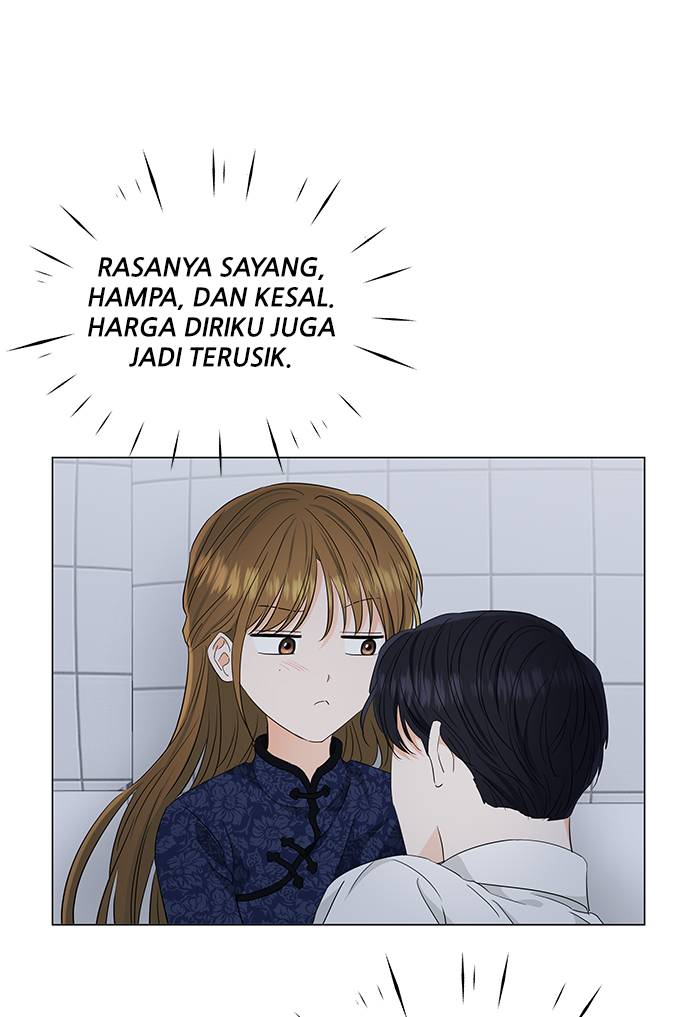 RASANYA SAYANG,
HAMPA, DAN KESAL.
HARGA DIRIKU JUGA
JADI TERUSIK.